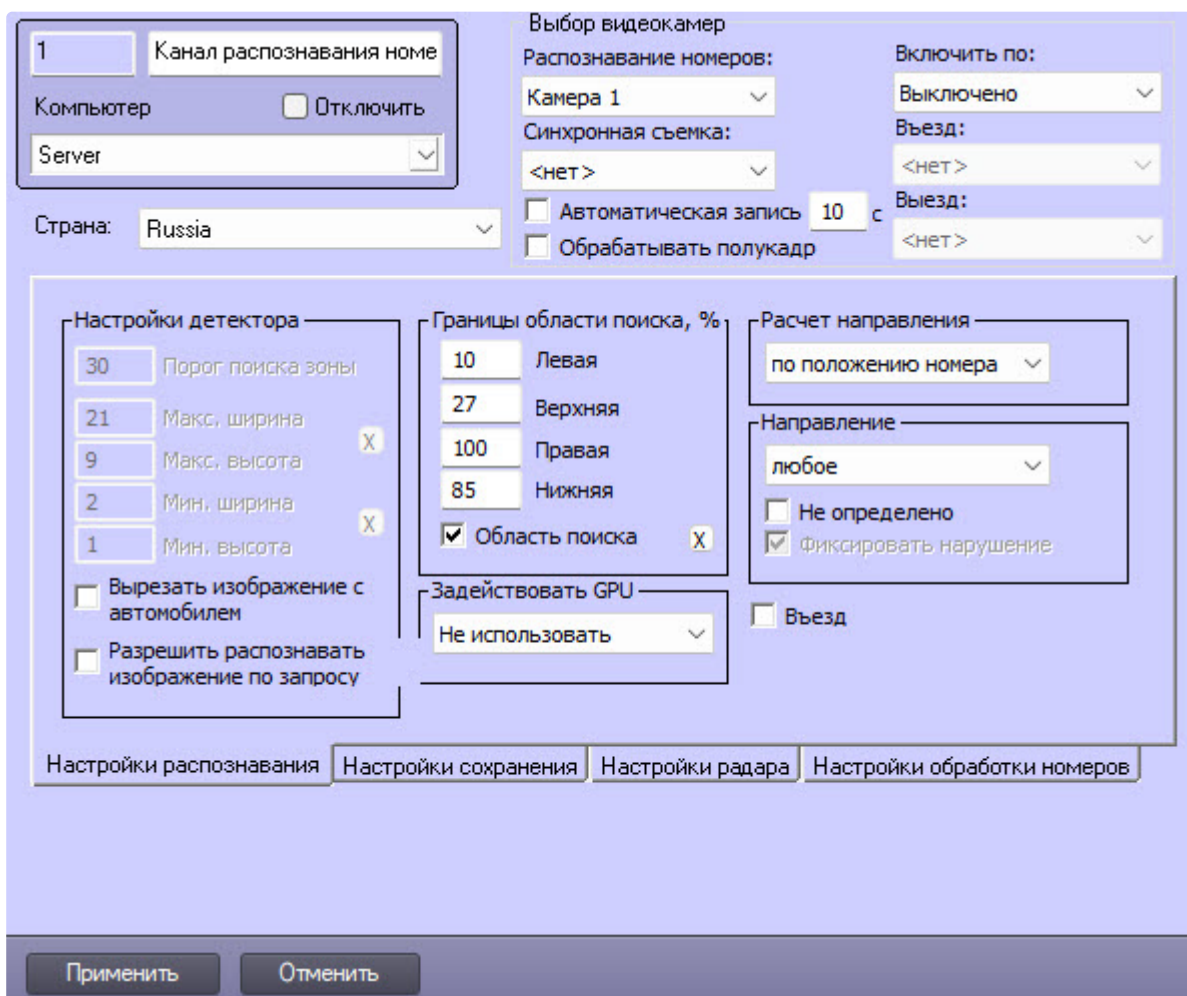 1 Канал распознавания номе
Компьютер Отключить
Server
Страна: Russia
Выбор видеокамер
Распознавание номеров: Включить по:
Камера 1 Выключено
Синхронная съемка: Въезд:
<нет> <нет>
Автоматическая запись 10 с Выезд:
Обрабатывать полукадр <нет>
Настройки детектора
30 Порог поиска зоны
21 Макс. ширина
9 Макс. высота
X
2 Мин. ширина
1 Мин. высота
X
Вырезать изображение с
автомобилем
Разрешить распознавать
изображение по запросу
Границы области поиска, %
10 Левая
27 Верхняя
100 Правая
85 Нижняя
Область поиска X
Задействовать GPU
Не использовать
Расчет направления
по положению номера
Направление
любое
Не определено
Фиксировать нарушение
Въезд
Настройки распознавания Настройки сохранения Настройки радара Настройки обработки номеров
Применить Отменить